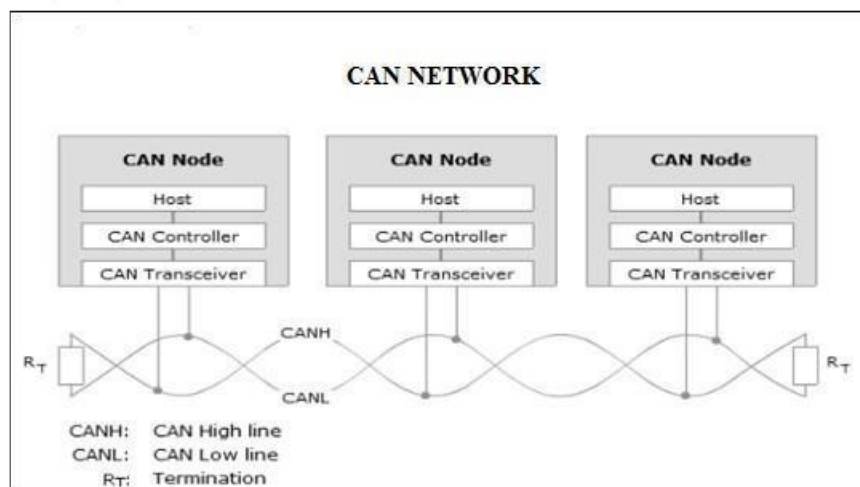 CAN NETWORK
CAN Node
Host
CAN Controller
CAN Transceiver
CAN Node
Host
CAN Controller
CAN Transceiver
CAN Node
Host
CAN Controller
CAN Transceiver
CANH
RT
RT
CANL
CANH: CAN High line
CANL: CAN Low line
RT: Termination